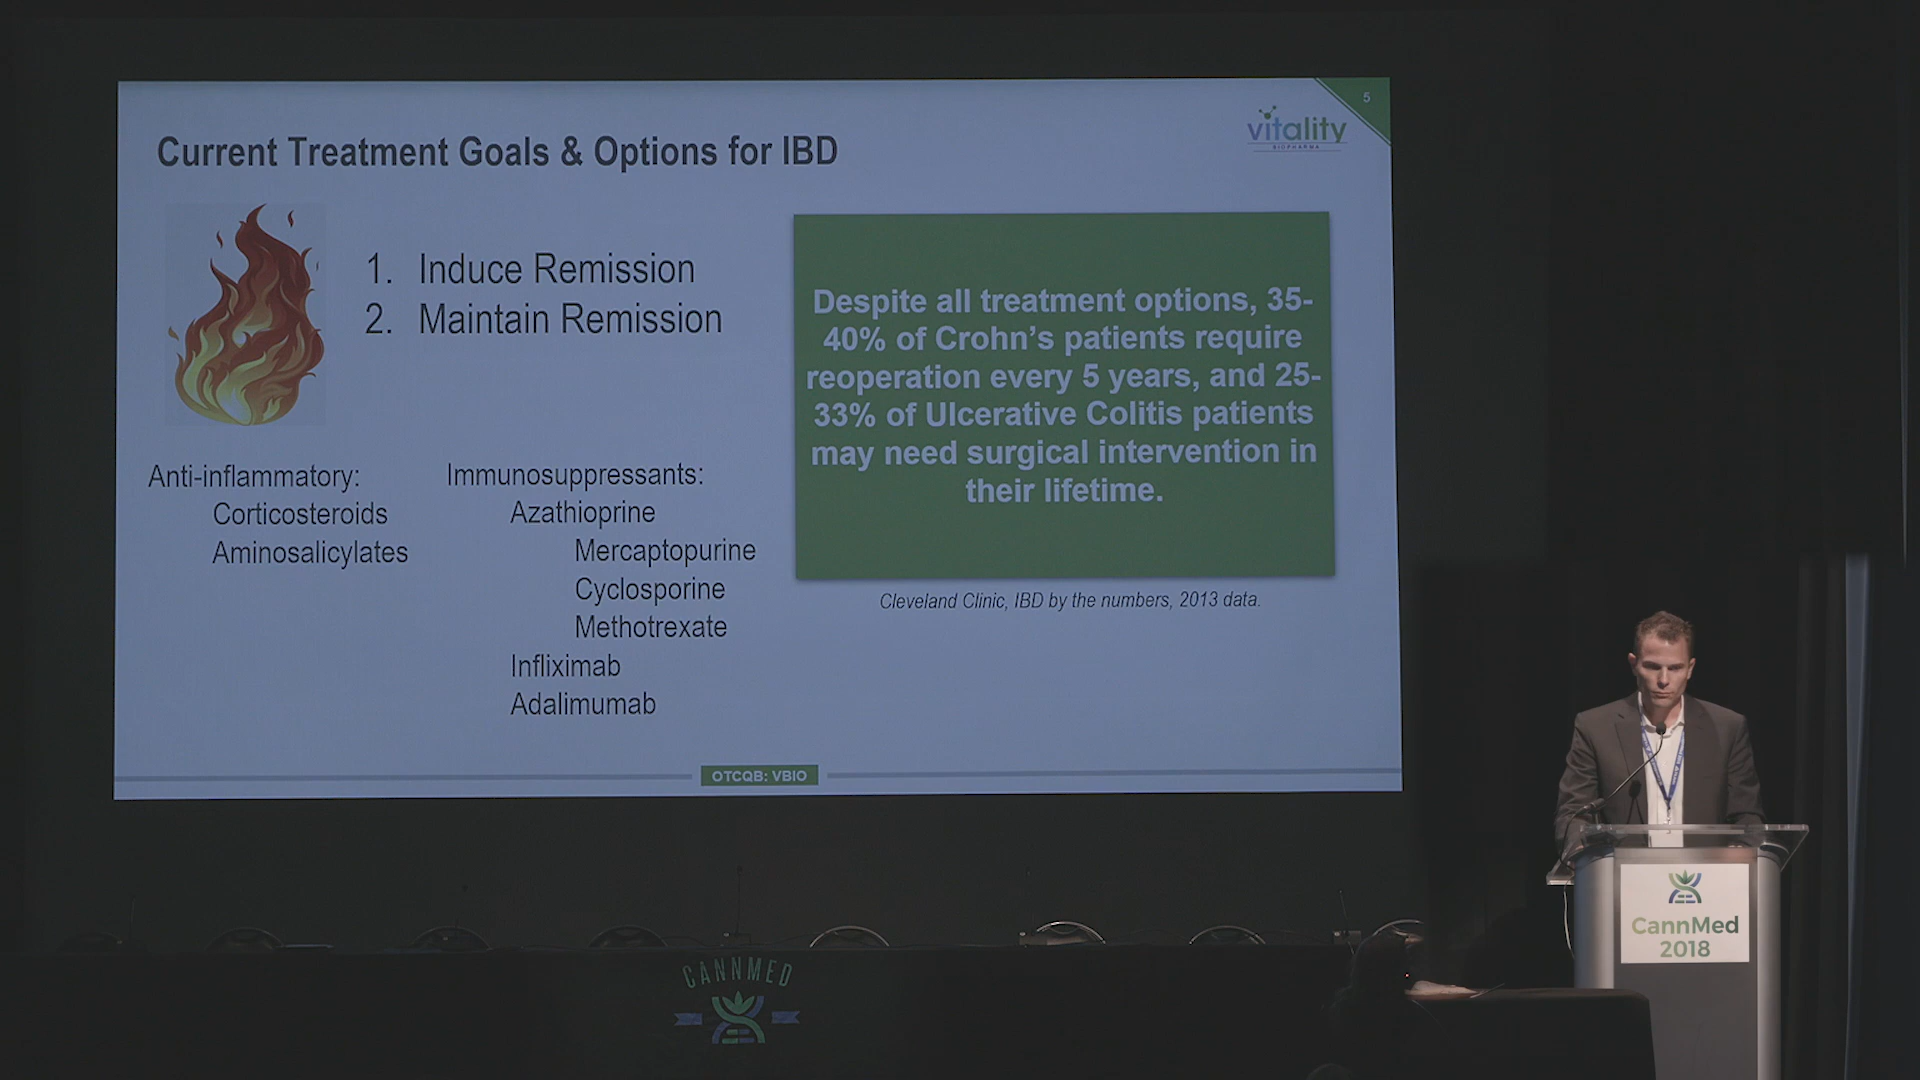 5
vitality
BIOPHARMA
Current Treatment Goals & Options for IBD
1. Induce Remission
2. Maintain Remission
Despite all treatment options, 35-
40% of Crohn's patients require
reoperation every 5 years, and 25-
33% of Ulcerative Colitis patients
may need surgical intervention in
their lifetime.
Cleveland Clinic, IBD by the numbers, 2013 data.
Anti-inflammatory:
Corticosteroids
Aminosalicylates
Immunosuppressants:
Azathioprine
Mercaptopurine
Cyclosporine
Methotrexate
Infliximab
Adalimumab
OTCQB: VBIO
CannMed
2018
CANNMED